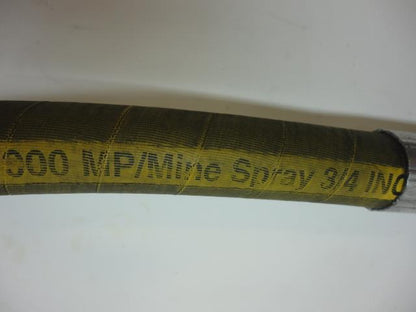 000 MP/Mine Spray 3/4 INC